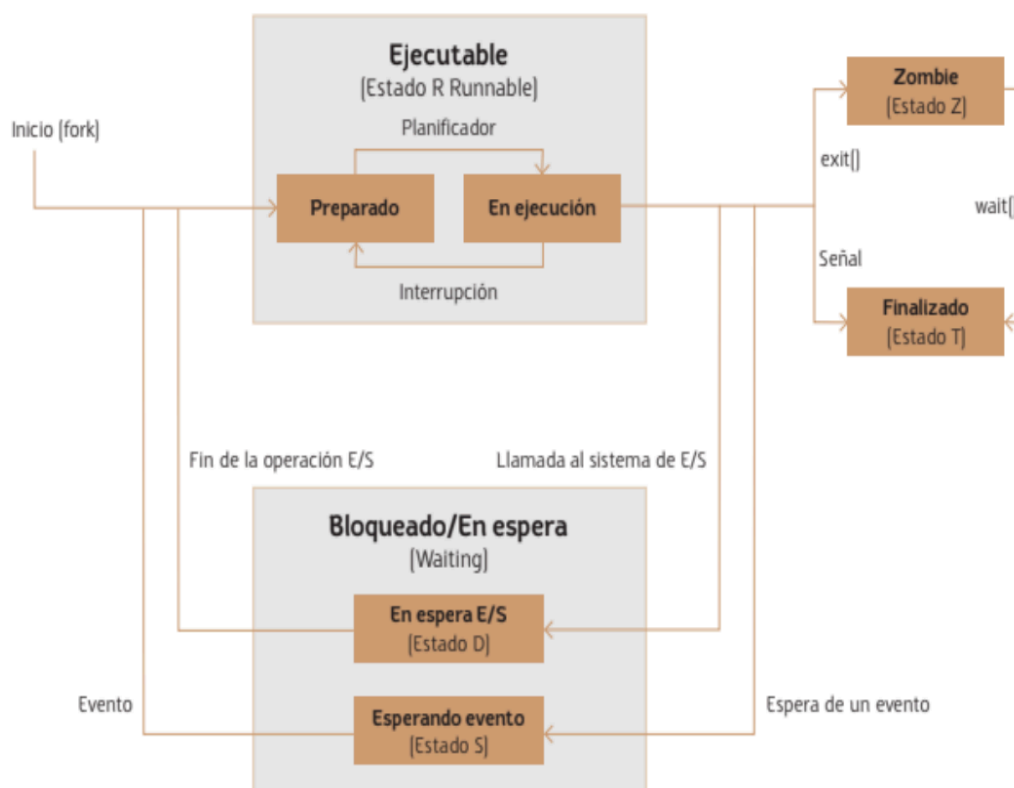 Ejecutable
(Estado R Runnable)
Planificador
Inicio (fork)
Preparado
En ejecución
Interrupción
Zombie
(Estado Z)
exit()
wait()
Señal
Finalizado
(Estado T)
Fin de la operación E/S
Llamada al sistema de E/S
Bloqueado/En espera
(Waiting)
En espera E/S
(Estado D)
Evento
Esperando evento
(Estado S)
Espera de un evento